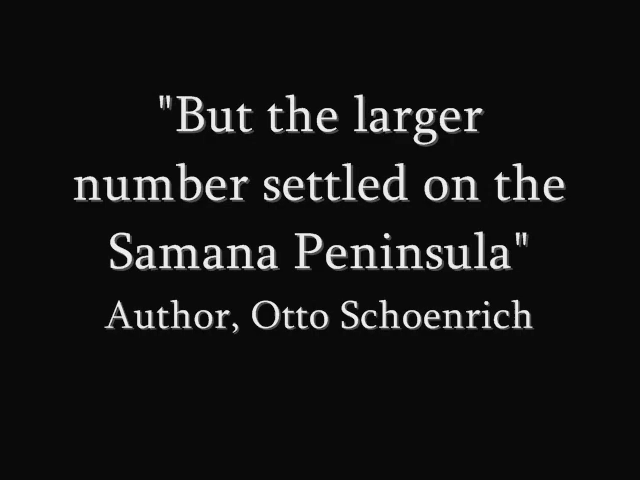 "But the larger
number settled on the
Samana Peninsula"
Author, Otto Schoenrich